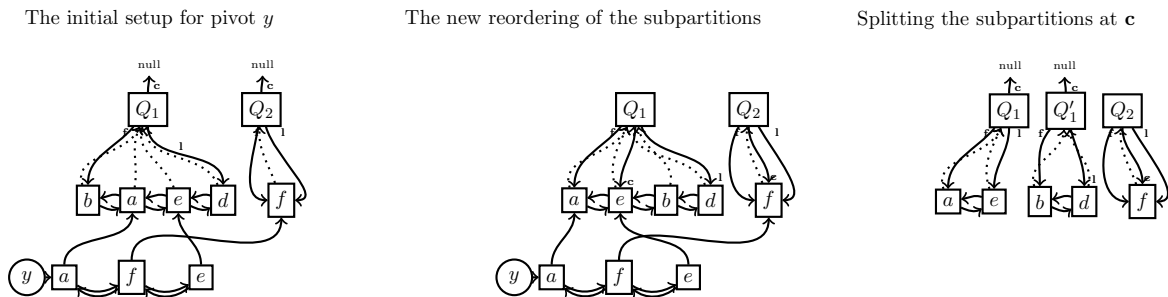 The initial setup for pivot y
The new reordering of the subpartitions
Splitting the subpartitions at c
null
null
null
null
c
c
c
c
Q1
Q2
Q1
Q2
Q1
Q'1
Q2
f
l
l
f
l
f
l
f
l
l
b
a
e
d
f
a
e
b
d
f
a
e
b
d
f
c
l
c
l
c
y
a
f
e
y
a
f
e